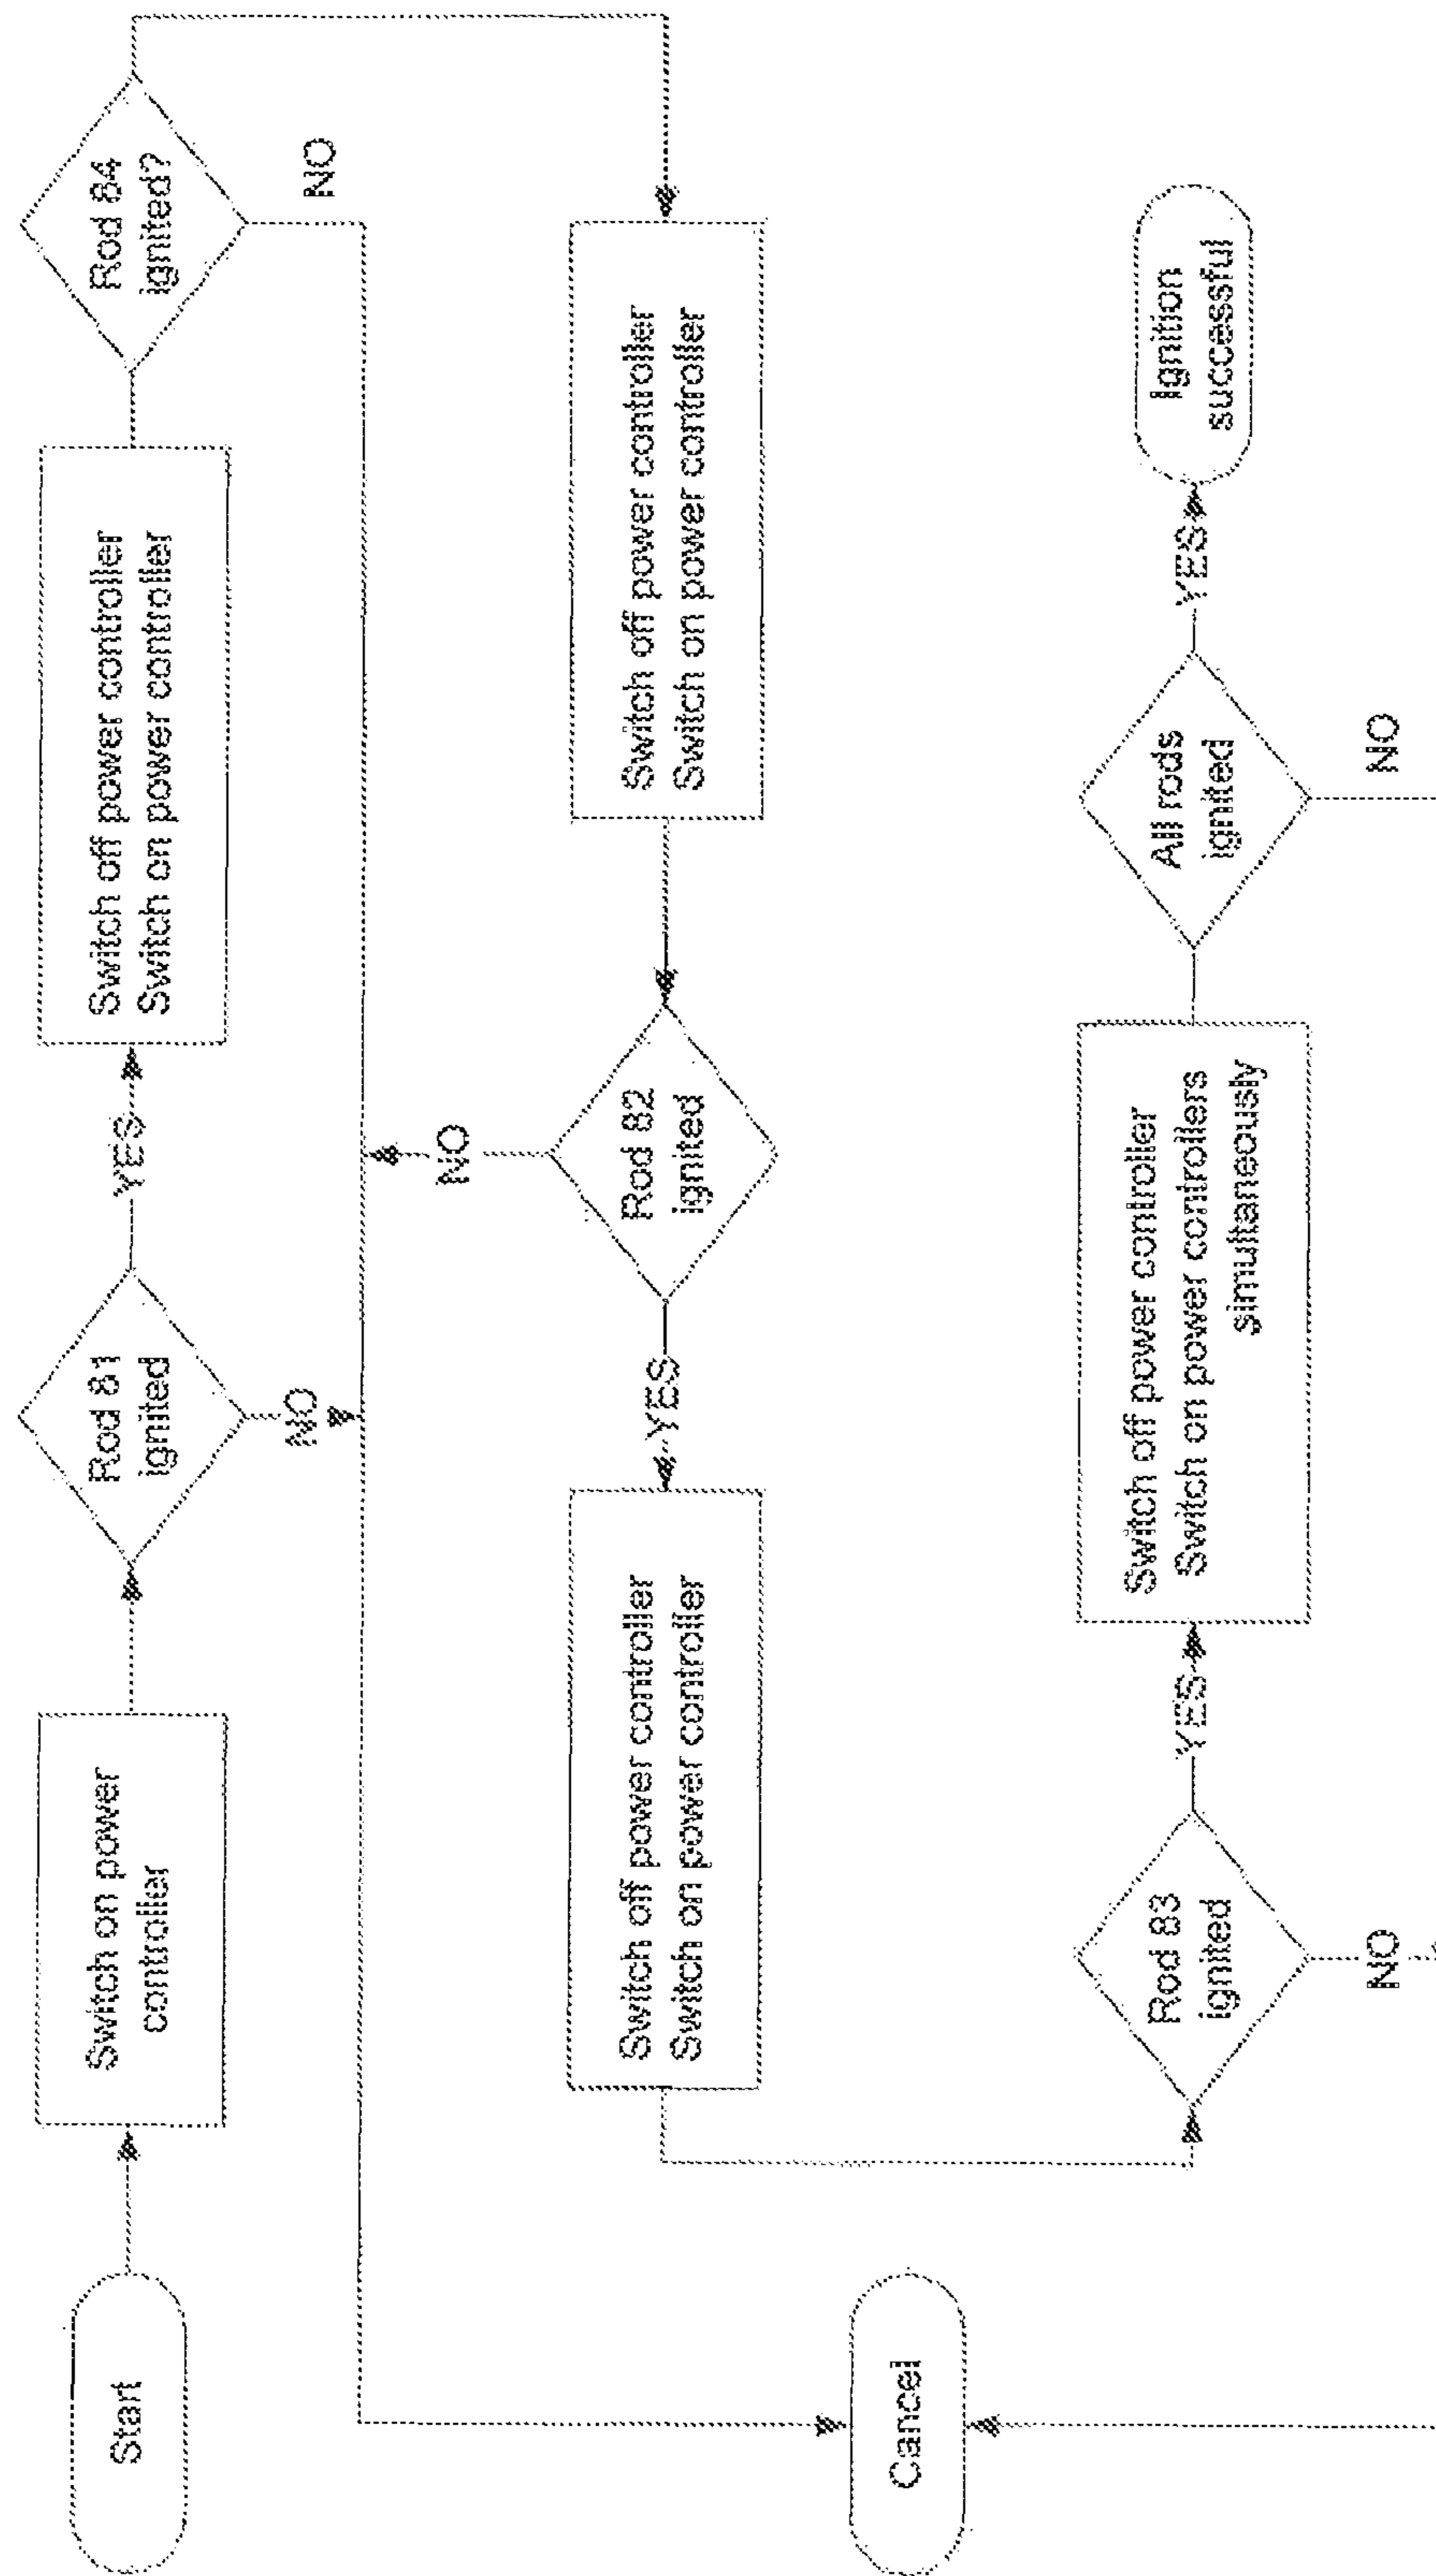 Start
Switch on power
controller
Rod 81
ignited
YES
NO
Switch off power controller
Switch on power controller
Rod 84
ignited?
NO
Switch off power controller
Switch on power controller
Rod 82
ignited
NO
YES
Switch off power controller
Switch on power controller
Cancel
Rod 83
ignited
YES
NO
Switch off power controller
Switch on power controllers
simultaneously
All rods
ignited
YES
NO
Ignition
successful